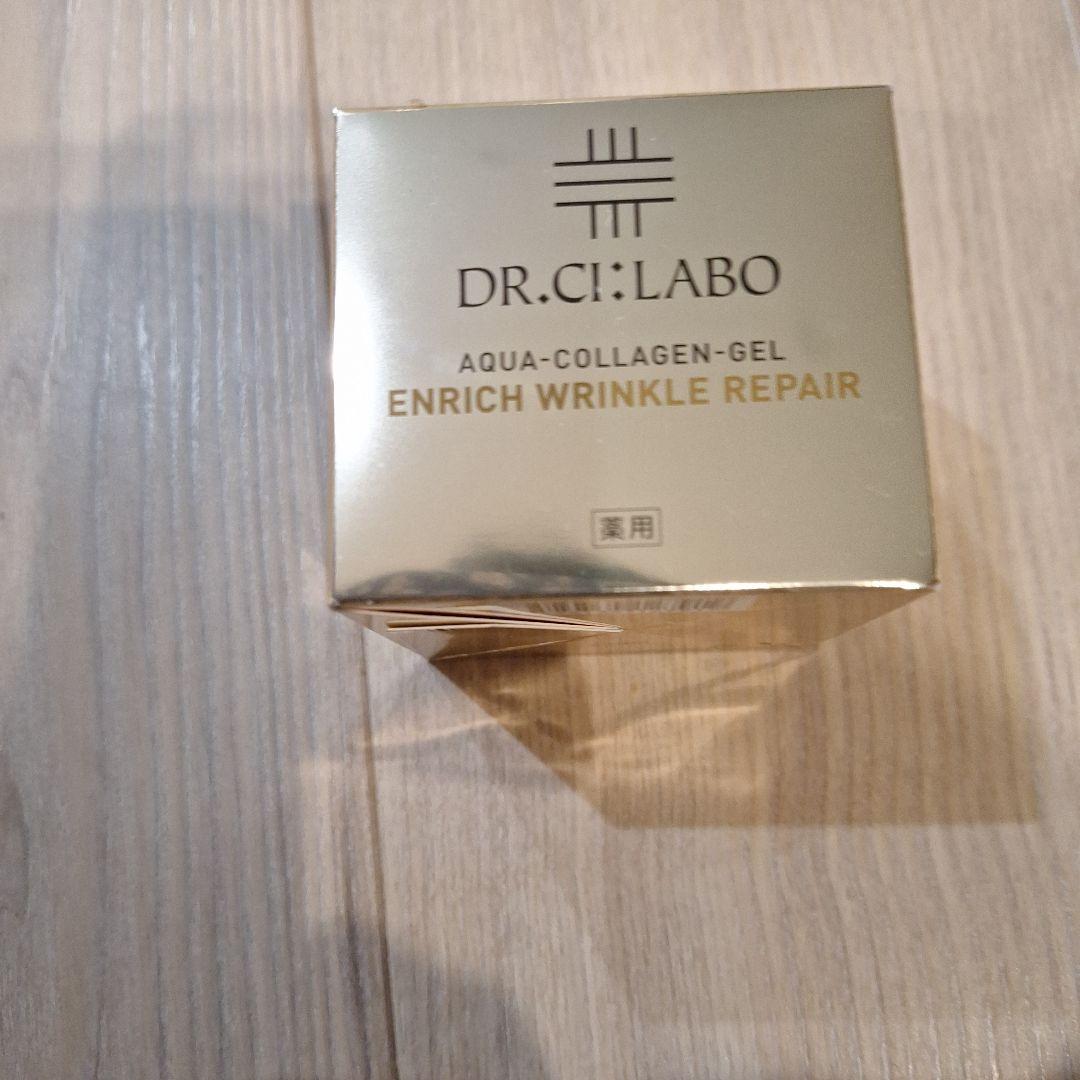 DR.CI:LABO
AQUA-COLLAGEN-GEL
ENRICH WRINKLE REPAIR
薬用